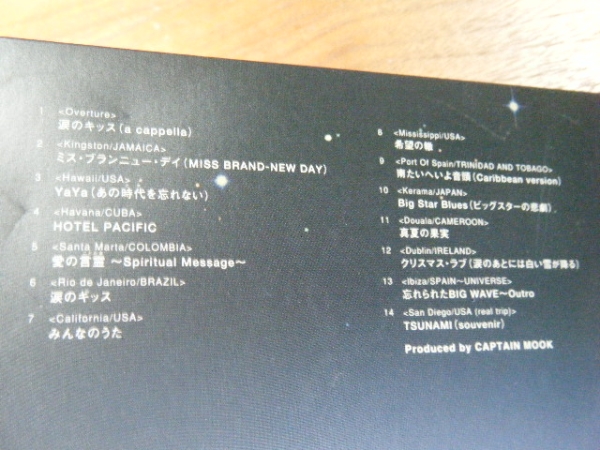 1 <Overture>
涙のキッス(a cappella)
2 <Kingston/JAMAICA>
ミス・ブランニュー・デイ(MISS BRAND-NEW DAY)
3 <Hawaii/USA>
YaYa(あの時代を忘れない)
4 <Havana/CUBA>
HOTEL PACIFIC
5 <Santa Marta/COLOMBIA>
愛の言霊 ～Spiritual Message～
6 <Rio de Janeiro/BRAZIL>
涙のキッス
7 <California/USA>
みんなのうた
8 <Mississippi/USA>
希望の轍
9 <Port Of Spain/TRINIDAD AND TOBAGO>
南たいへいよ音頭(Caribbean version)
10 <Kerama/JAPAN>
Big Star Blues(ビッグスターの悲劇)
11 <Douala/CAMEROON>
真夏の果実
12 <Dublin/IRELAND>
クリスマス・ラブ(涙のあとには白い雪が降る)
13 <Ibiza/SPAIN～UNIVERSE>
忘れられたBIG WAVE～Outro
14 <San Diego/USA (real trip)>
TSUNAMI(souvenir)
Produced by CAPTAIN MOOK